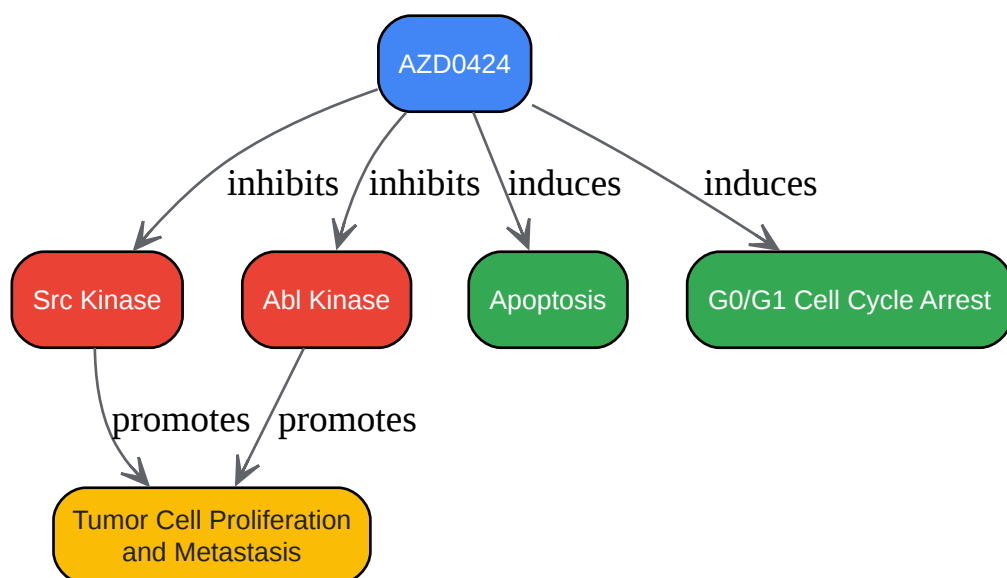 AZD0424
inhibits
inhibits
induces
induces
Src Kinase
Abl Kinase
Apoptosis
G0/G1 Cell Cycle Arrest
promotes
promotes
Tumor Cell Proliferation
and Metastasis